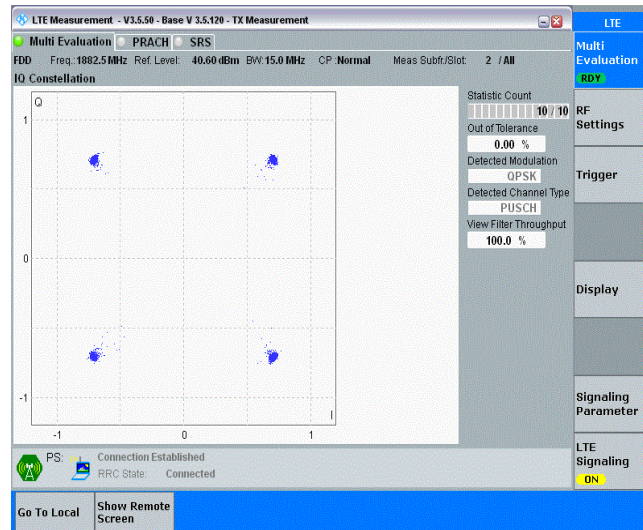 LTE Measurement - V3.5.50 - Base V 3.5.120 - TX Measurement
LTE
Multi Evaluation PRACH SRS
Multi
Evaluation
RDY
FDD Freq.: 1882.5 MHz Ref. Level: 40.60 dBm BW: 15.0 MHz CP : Normal Meas Subfr./Slot: 2 / All
IQ Constellation
Statistic Count
10 / 10
Out of Tolerance
0.00 %
Detected Modulation
QPSK
Detected Channel Type
PUSCH
View Filter Throughput
100.0 %
RF
Settings
Trigger
Display
Signaling
Parameter
LTE
Signaling
ON
Q
1
0
-1
I
-1 0 1
PS: Connection Established
RRC State: Connected
Go To Local
Show Remote
Screen